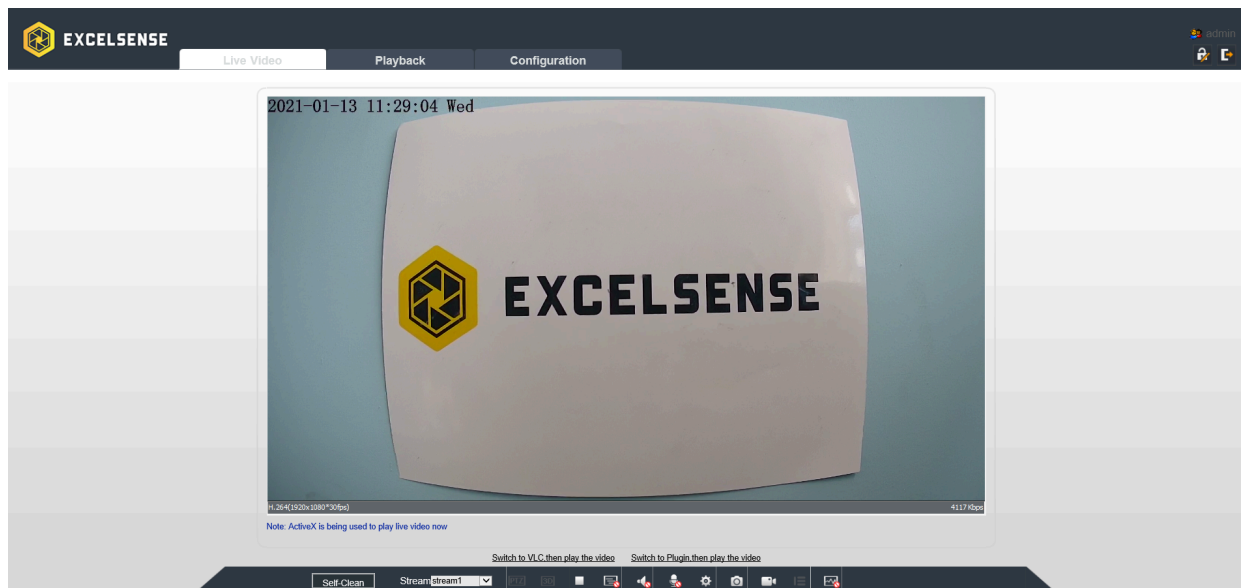 EXCELSENSE
admin
Live Video
Playback
Configuration
2021-01-13 11:29:04 Wed
EXCELSENSE
H.264(1920x1080*30fps)
4117 Kbps
Note: ActiveX is being used to play live video now
Switch to VLC,then play the video
Switch to Plugin,then play the video
Self-Clean
Stream stream1
PTZ
3D